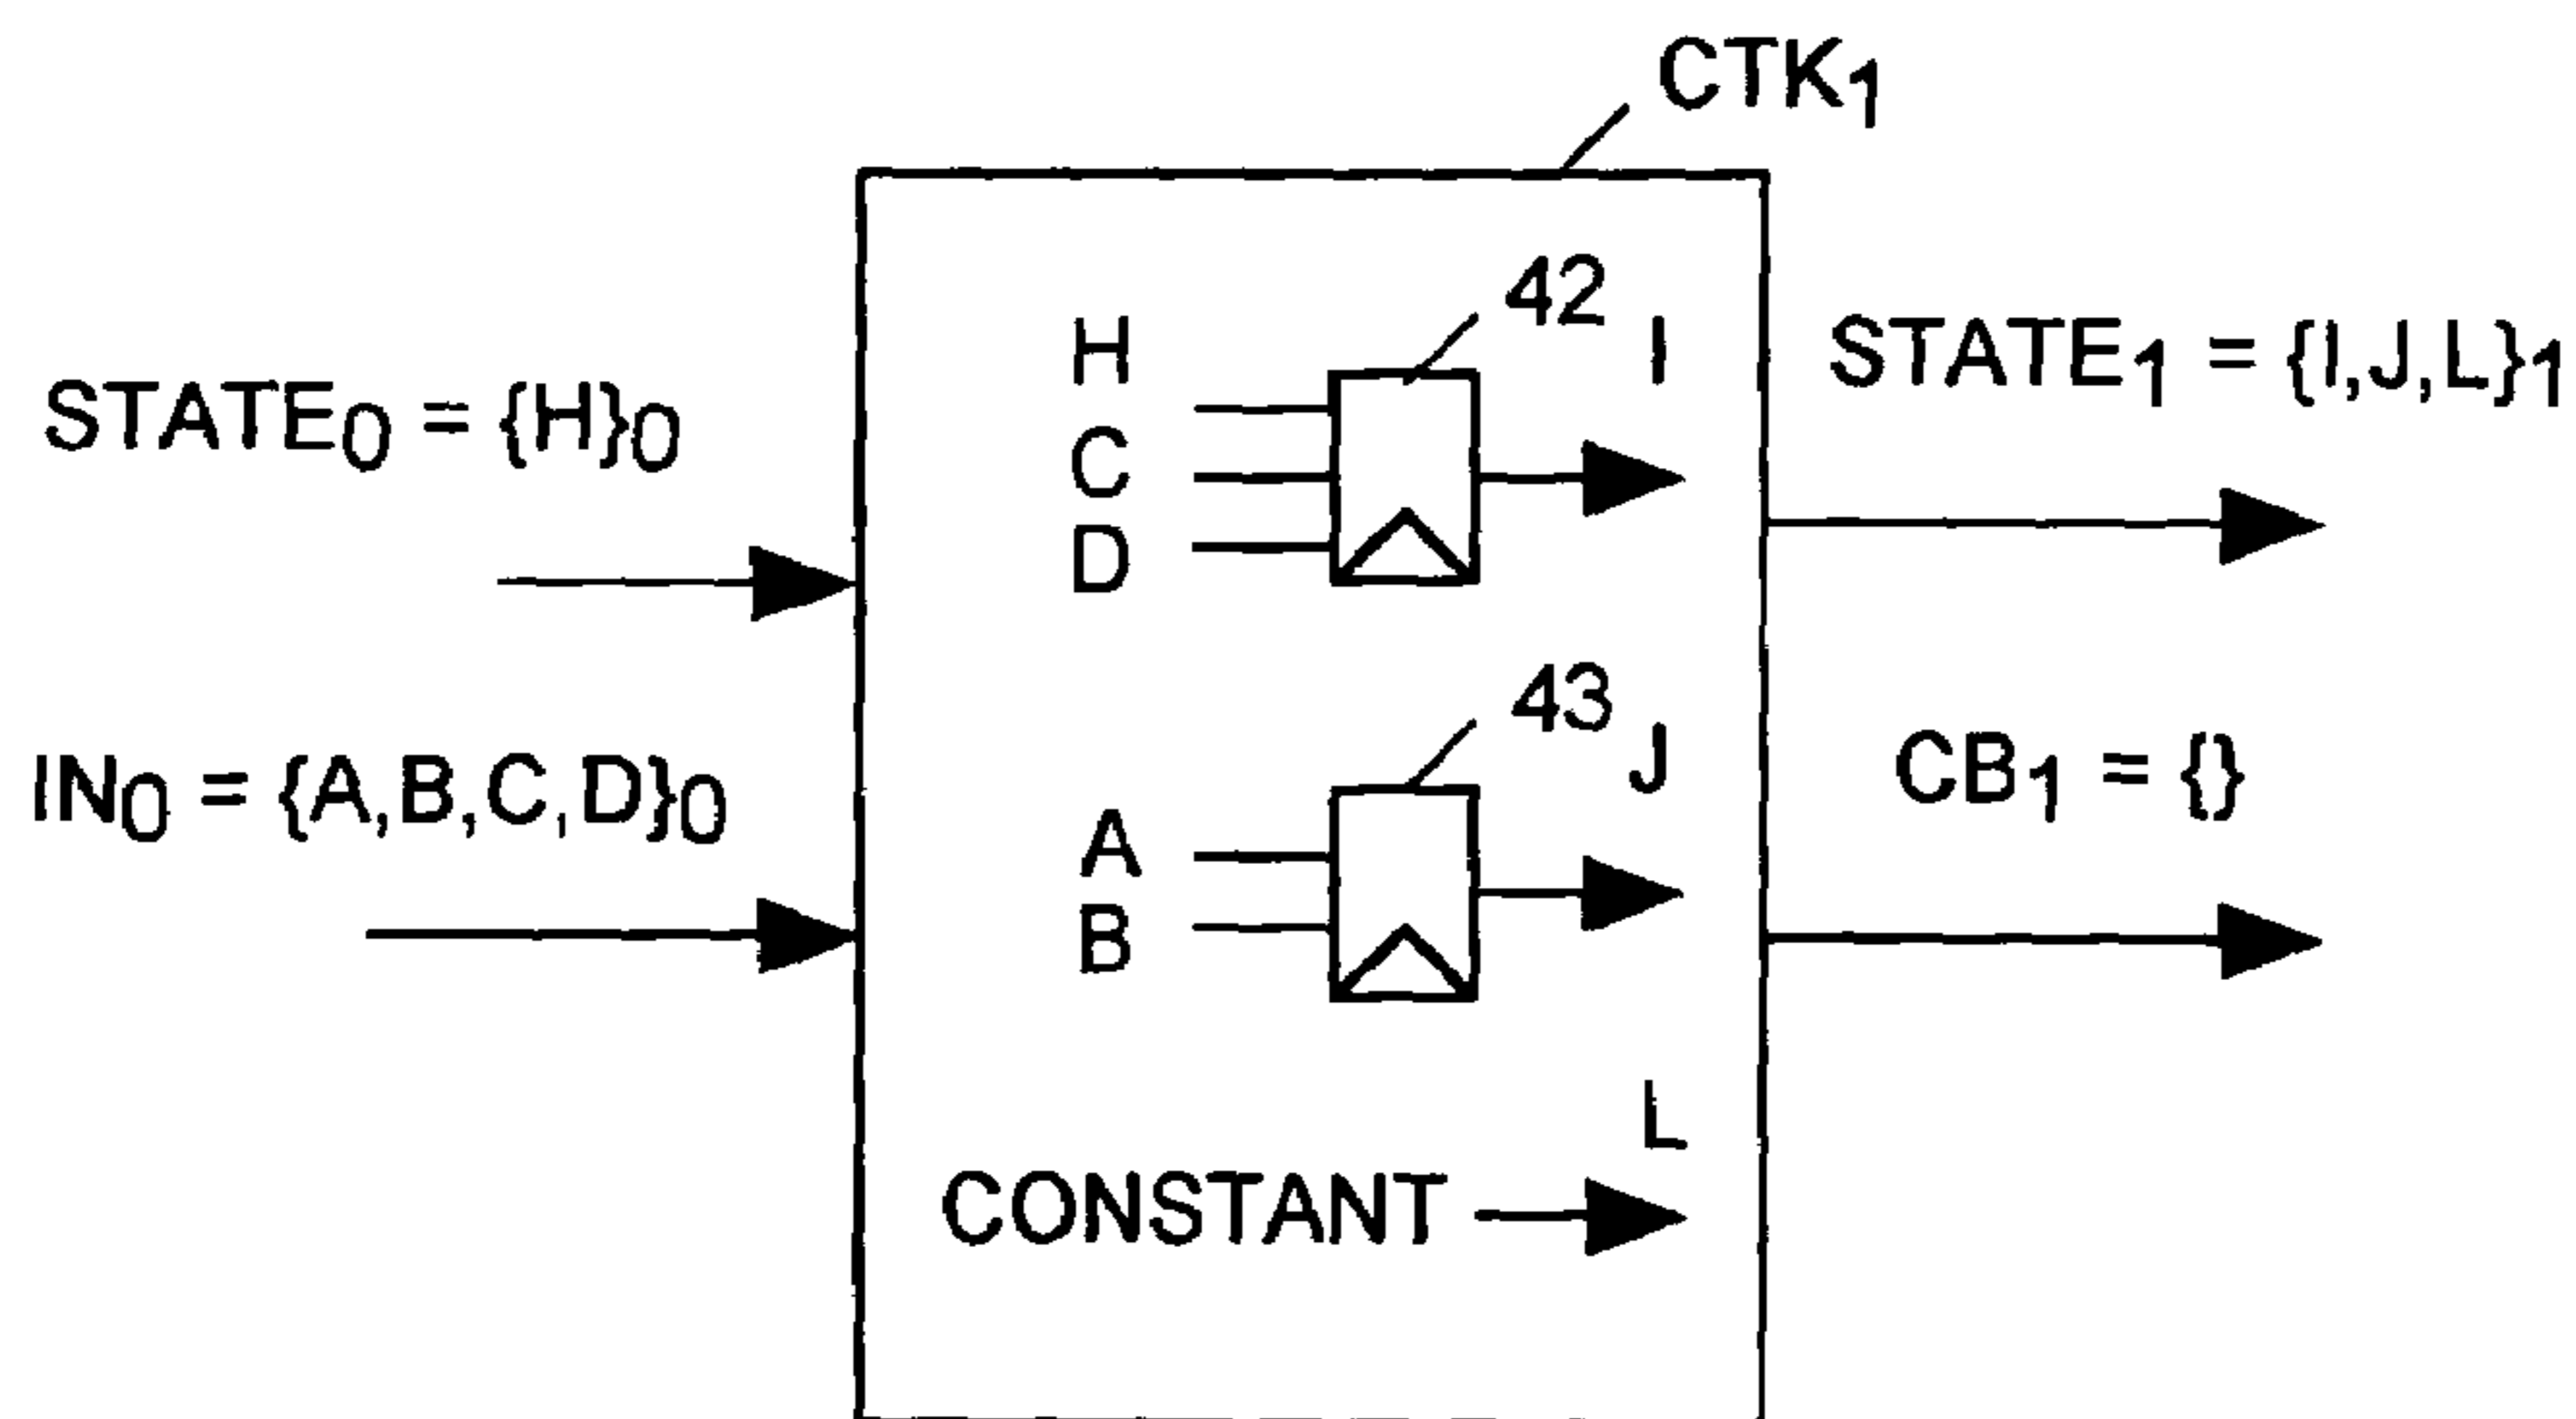 CTK1
42
H
I
STATE1 = {I,J,L}1
STATE0 = {H}0
C
D
43
J
IN0 = {A,B,C,D}0
CB1 = {}
A
B
L
CONSTANT